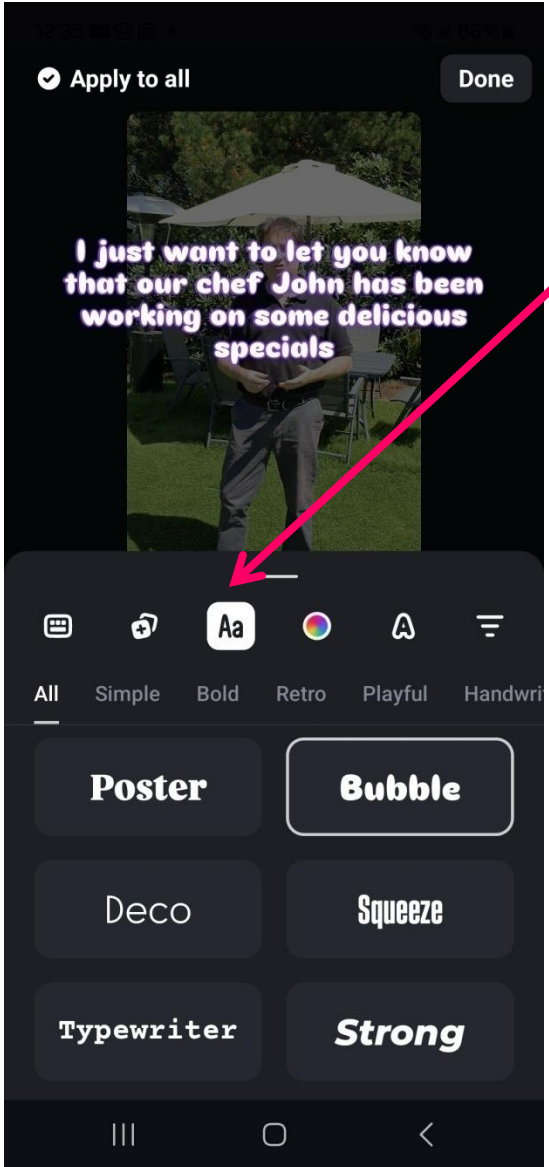 Apply to all
Done
I just want to let you know
that our chef John has been
working on some delicious
specials
Aa
A
All Simple Bold Retro Playful Handwri
Poster Bubble
Deco Squeeze
Typewriter Strong